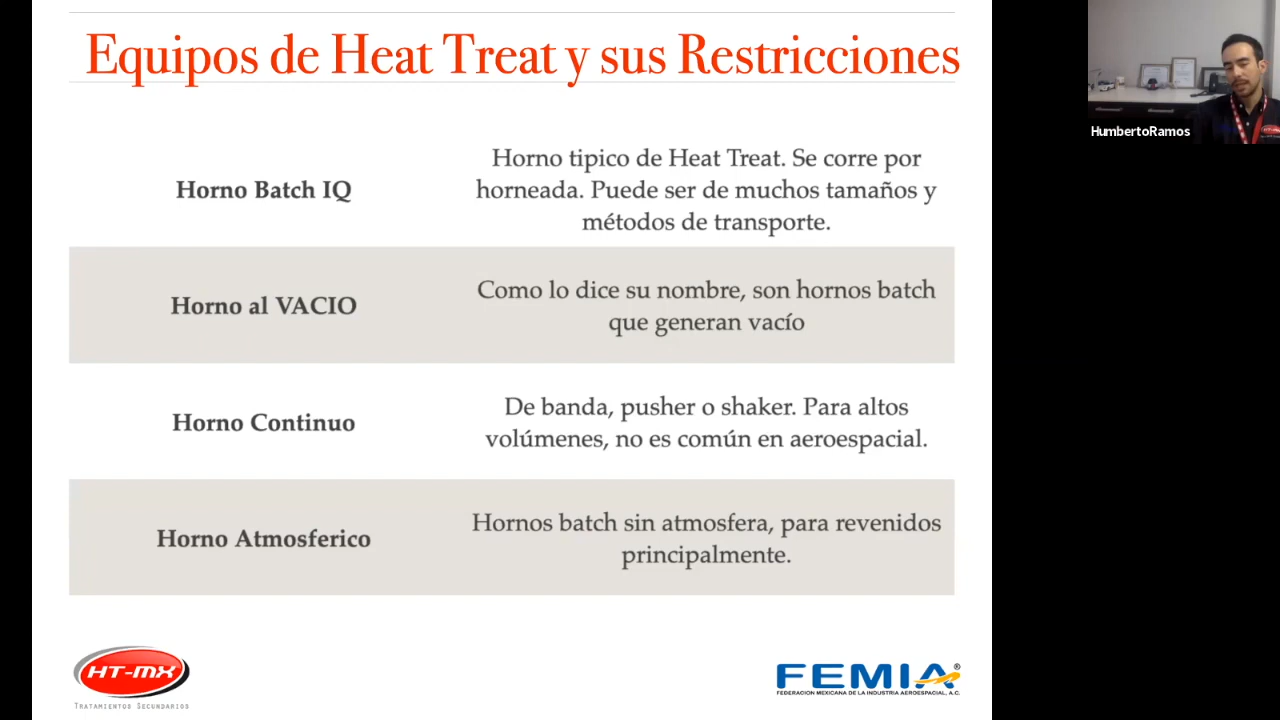 Equipos de Heat Treat y sus Restricciones
HumbertoRamos
Horno Batch IQ
Horno tipico de Heat Treat. Se corre por
horneada. Puede ser de muchos tamaños y
métodos de transporte.
Horno al VACIO
Como lo dice su nombre, son hornos batch
que generan vacío
Horno Continuo
De banda, pusher o shaker. Para altos
volúmenes, no es común en aeroespacial.
Horno Atmosferico
Hornos batch sin atmosfera, para revenidos
principalmente.
HT-MX
TRATAMIENTOS SECUNDARIOS
FEMIA®
FEDERACIÓN MEXICANA DE LA INDUSTRIA AEROESPACIAL, A.C.